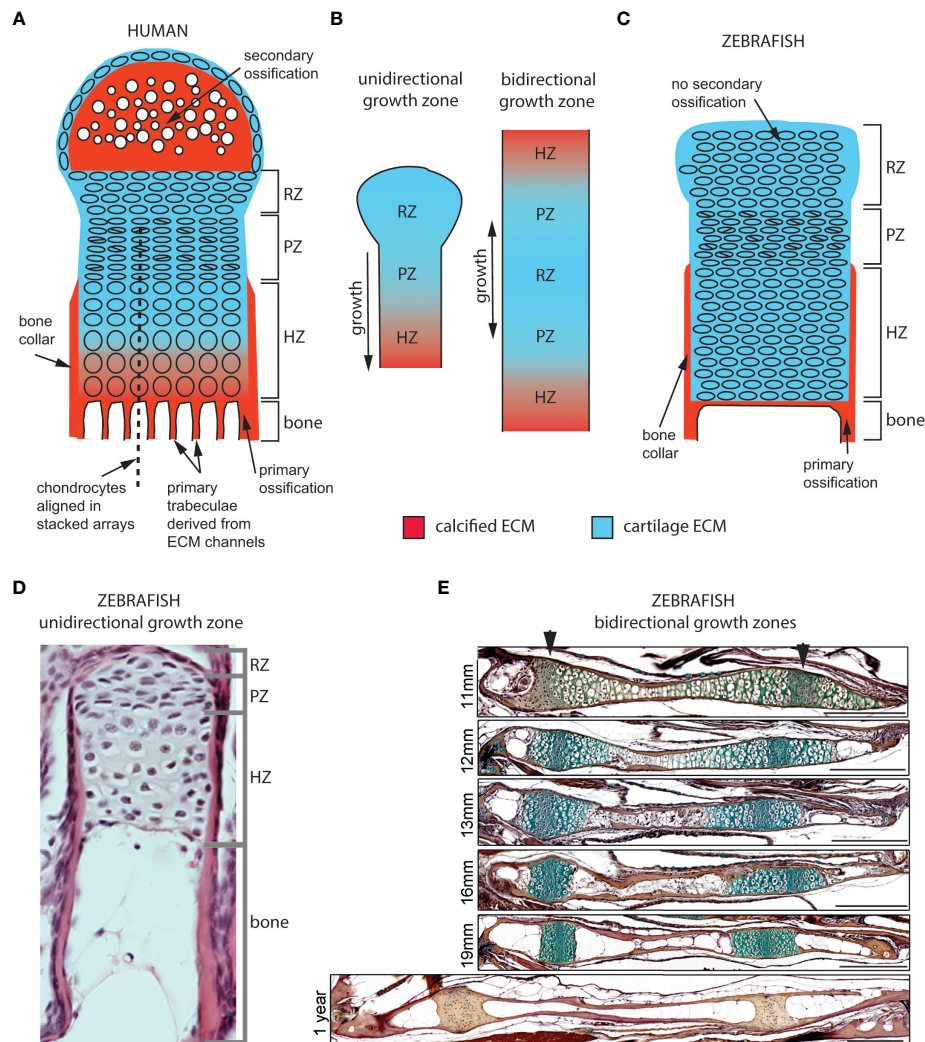 A
HUMAN
secondary
ossification
RZ
PZ
HZ
bone
bone
collar
primary
ossification
chondrocytes
aligned in
stacked arrays
primary
trabeculae
derived from
ECM channels
B
unidirectional
growth zone
bidirectional
growth zone
RZ
PZ
HZ
growth
HZ
PZ
RZ
PZ
HZ
growth
C
ZEBRAFISH
no secondary
ossification
RZ
PZ
HZ
bone
bone
collar
primary
ossification
calcified ECM
cartilage ECM
D
ZEBRAFISH
unidirectional growth zone
RZ
PZ
HZ
bone
E
ZEBRAFISH
bidirectional growth zones
11mm
12mm
13mm
16mm
19mm
1 year